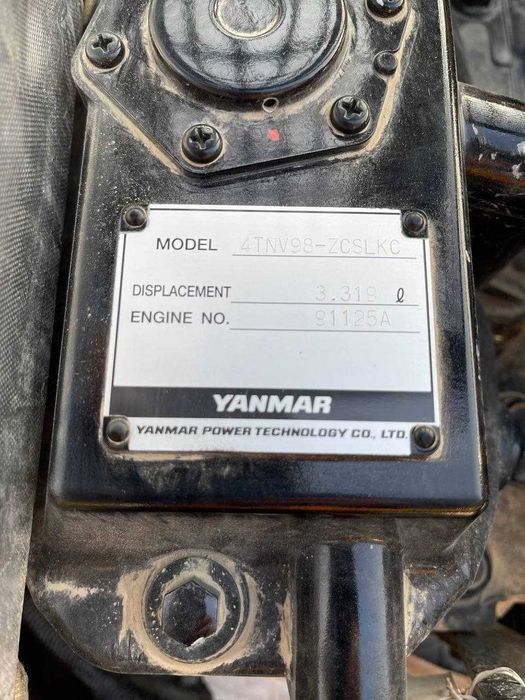 MODEL 4TNV98-ZCSLKC
DISPLACEMENT 3.319 ℓ
ENGINE NO. 91125A
YANMAR
YANMAR POWER TECHNOLOGY CO., LTD.